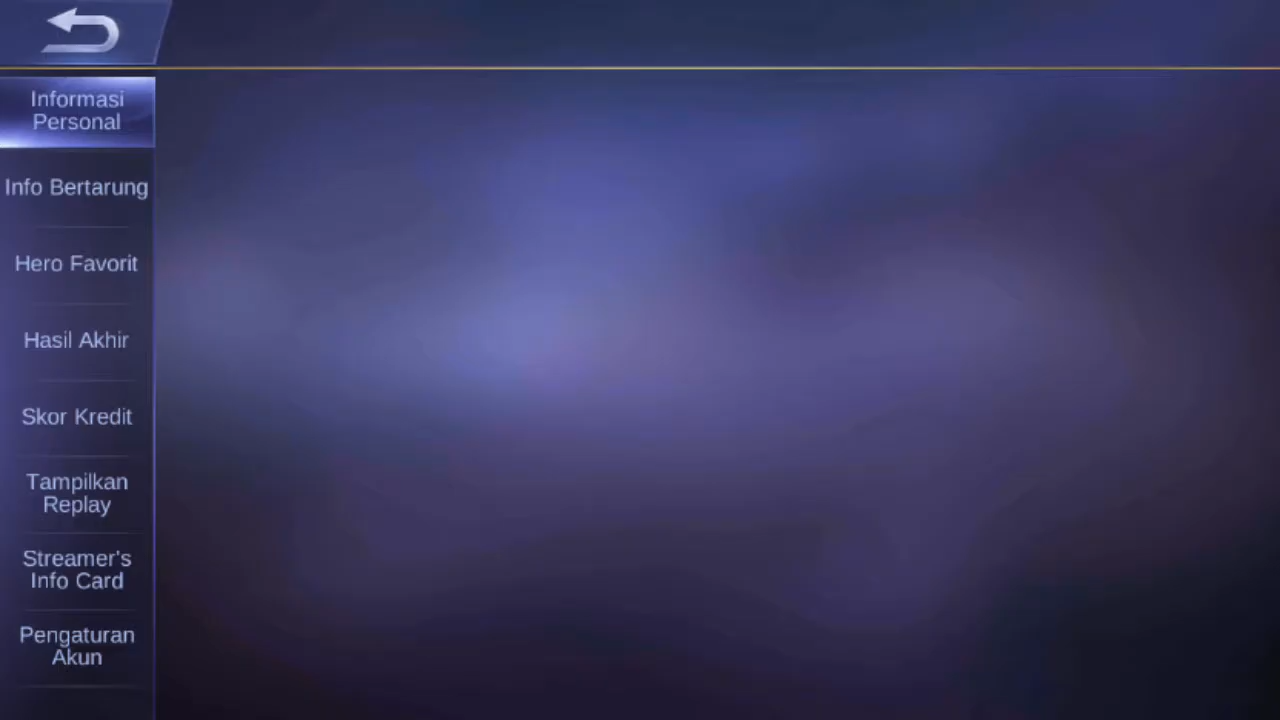 Informasi
Personal
Info Bertarung
Hero Favorit
Hasil Akhir
Skor Kredit
Tampilkan
Replay
Streamer's
Info Card
Pengaturan
Akun